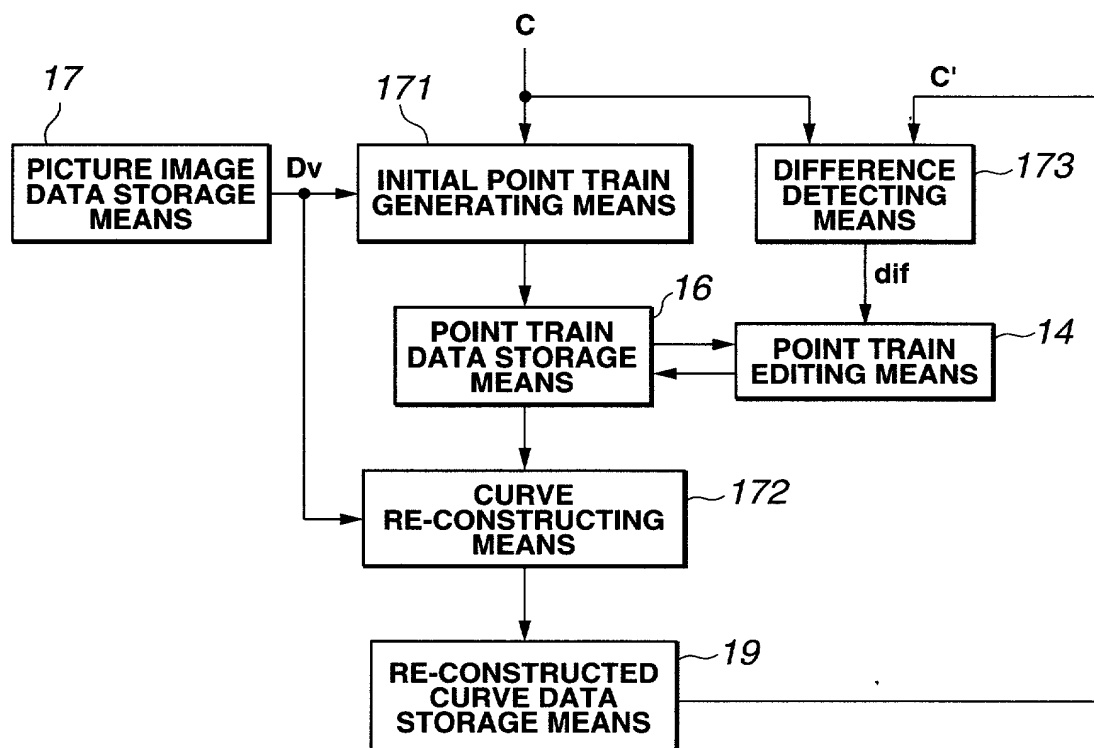 C
17
171
C'
PICTURE IMAGE
DATA STORAGE
MEANS
Dv
INITIAL POINT TRAIN
GENERATING MEANS
DIFFERENCE
DETECTING
MEANS
173
dif
16
POINT TRAIN
DATA STORAGE
MEANS
POINT TRAIN
EDITING MEANS
14
CURVE
RE-CONSTRUCTING
MEANS
172
RE-CONSTRUCTED
CURVE DATA
STORAGE MEANS
19